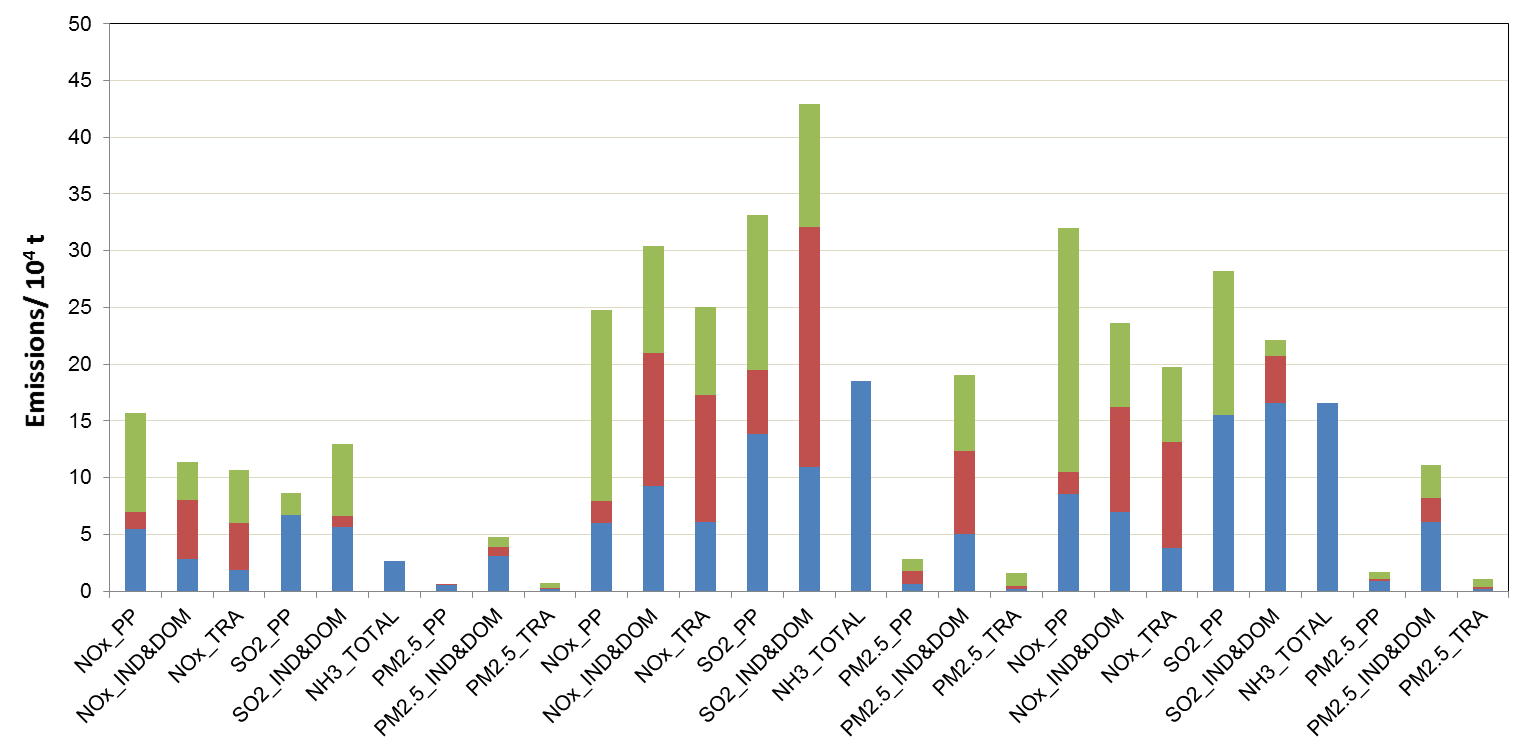 50
45
40
35
30
25
20
15
10
5
0
Emissions/ 10⁴ t
NOx_PP
NOx_IND&DOM
NOx_TRA
SO2_PP
SO2_IND&DOM
NH3_TOTAL
PM2.5_PP
PM2.5_IND&DOM
PM2.5_TRA
NOx_PP
NOx_IND&DOM
NOx_TRA
SO2_PP
SO2_IND&DOM
NH3_TOTAL
PM2.5_PP
PM2.5_IND&DOM
PM2.5_TRA
NOx_PP
NOx_IND&DOM
NOx_TRA
SO2_PP
SO2_IND&DOM
NH3_TOTAL
PM2.5_PP
PM2.5_IND&DOM
PM2.5_TRA